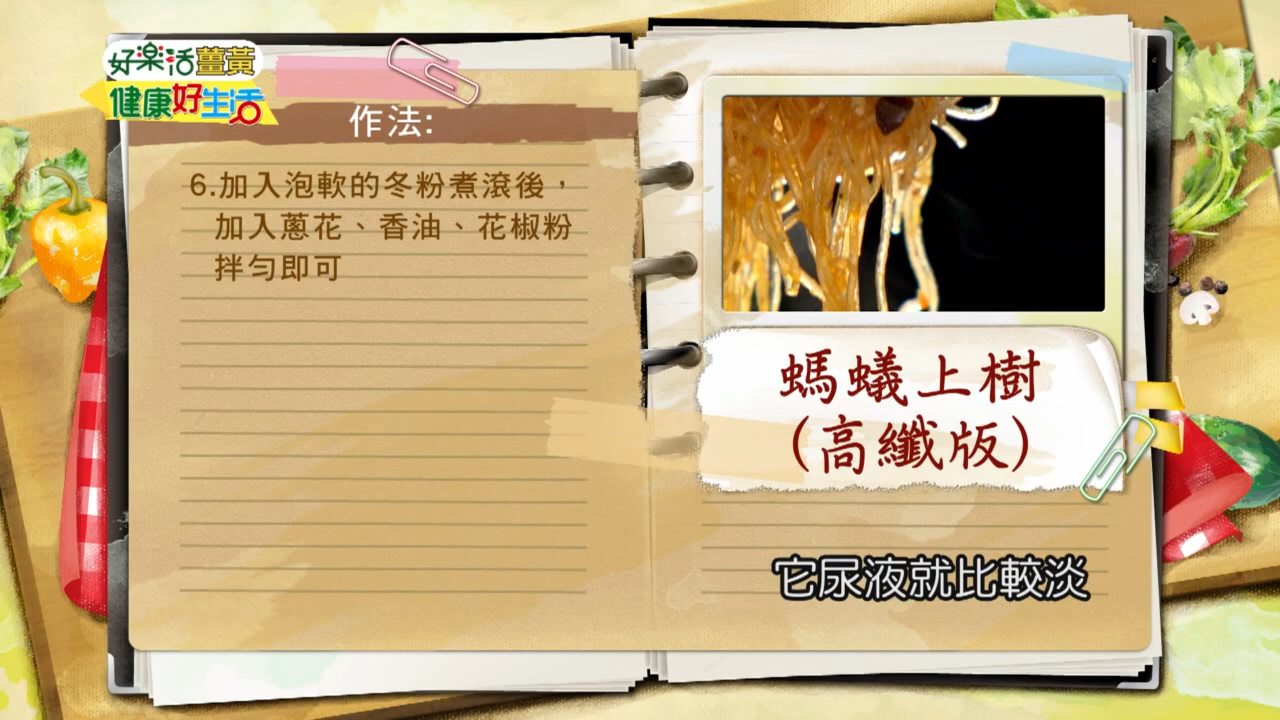 好樂活薑黃
健康好生活
作法:
6.加入泡軟的冬粉煮滾後，
加入蔥花、香油、花椒粉
拌勻即可
螞蟻上樹
(高纖版)
它尿液就比較淡